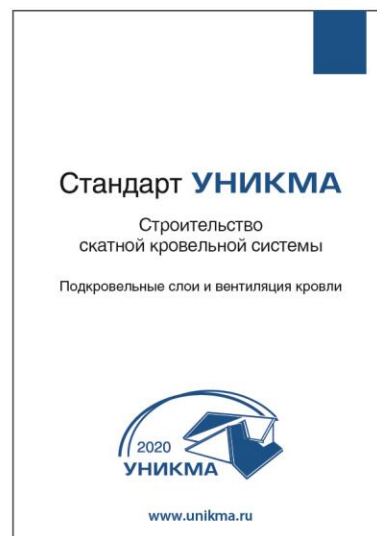 Стандарт УНИКМА
Строительство
скатной кровельной системы
Подкровельные слои и вентиляция кровли
2020
УНИКМА
www.unikma.ru